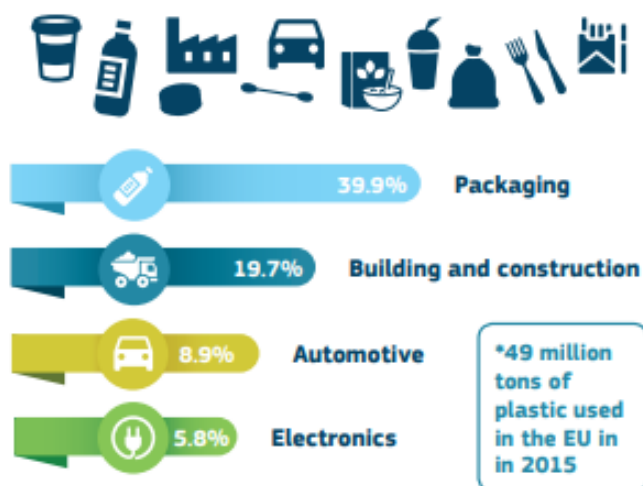 39.9% Packaging
19.7% Building and construction
8.9% Automotive
5.8% Electronics
*49 million
tons of
plastic used
in the EU in
in 2015